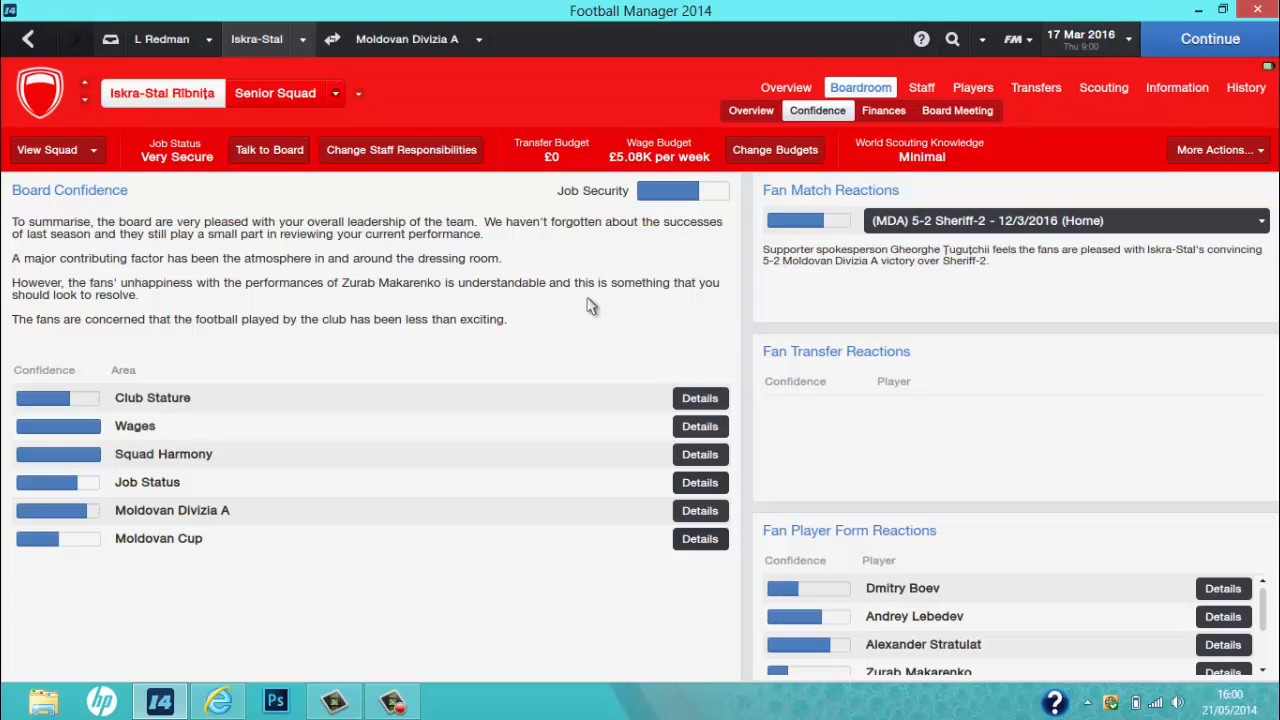 Football Manager 2014
L Redman
Iskra-Stal
Moldovan Divizia A
FM
17 Mar 2016
Thu 9:00
Continue
Iskra-Stal Rîbnița
Senior Squad
Overview
Boardroom
Staff
Players
Transfers
Scouting
Information
History
Overview
Confidence
Finances
Board Meeting
View Squad
Job Status
Very Secure
Talk to Board
Change Staff Responsibilities
Transfer Budget
£0
Wage Budget
£5.08K per week
Change Budgets
World Scouting Knowledge
Minimal
More Actions...
Board Confidence
Job Security
To summarise, the board are very pleased with your overall leadership of the team. We haven't forgotten about the successes
of last season and they still play a small part in reviewing your current performance.
A major contributing factor has been the atmosphere in and around the dressing room.
However, the fans' unhappiness with the performances of Zurab Makarenko is understandable and this is something that you
should look to resolve.
The fans are concerned that the football played by the club has been less than exciting.
Confidence
Area
Club Stature
Details
Wages
Details
Squad Harmony
Details
Job Status
Details
Moldovan Divizia A
Details
Moldovan Cup
Details
Fan Match Reactions
(MDA) 5-2 Sheriff-2 - 12/3/2016 (Home)
Supporter spokesperson Gheorghe Țuguțchii feels the fans are pleased with Iskra-Stal's convincing
5-2 Moldovan Divizia A victory over Sheriff-2.
Fan Transfer Reactions
Confidence
Player
Fan Player Form Reactions
Confidence
Player
Dmitry Boev
Details
Andrey Lebedev
Details
Alexander Stratulat
Details
Zurab Makarenko
Details
14
hp
14
Ps
16:00
21/05/2014